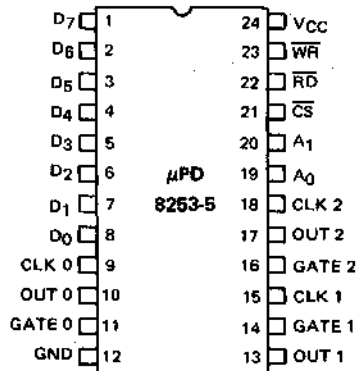 D7 1 24 VCC
D6 2 23 WR
D5 3 22 RD
D4 4 21 CS
D3 5 20 A1
D2 6 µPD 19 A0
D1 7 8253-5 18 CLK 2
D0 8 17 OUT 2
CLK 0 9 16 GATE 2
OUT 0 10 15 CLK 1
GATE 0 11 14 GATE 1
GND 12 13 OUT 1